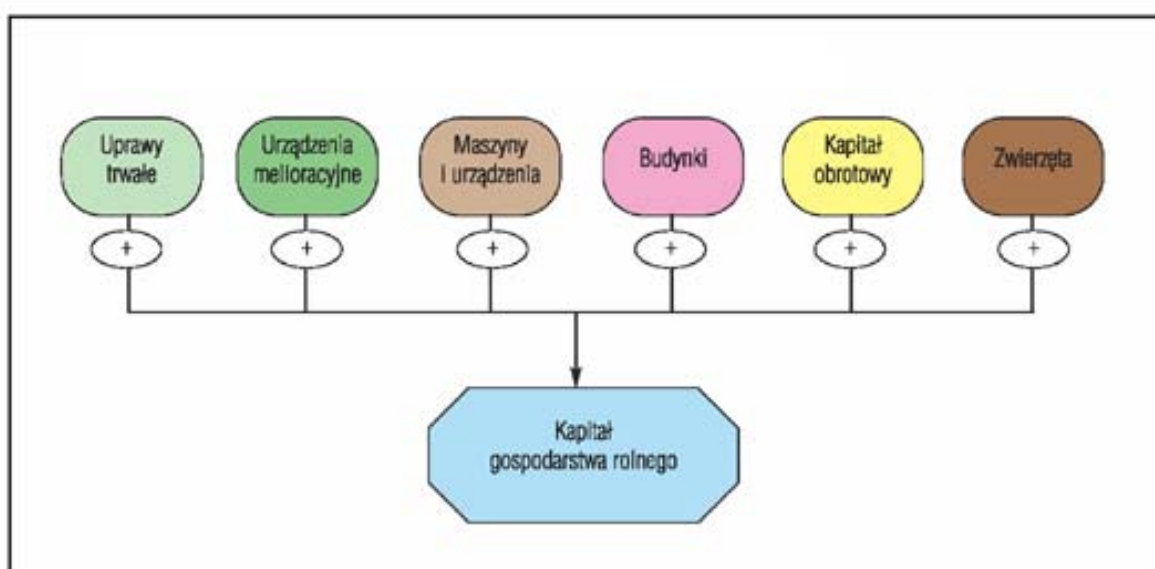 Uprawy
trwałe
Urządzenia
melioracyjne
Maszyny
i urządzenia
Budynki
Kapitał
obrotowy
Zwierzęta
+
+
+
+
+
+
Kapitał
gospodarstwa rolnego